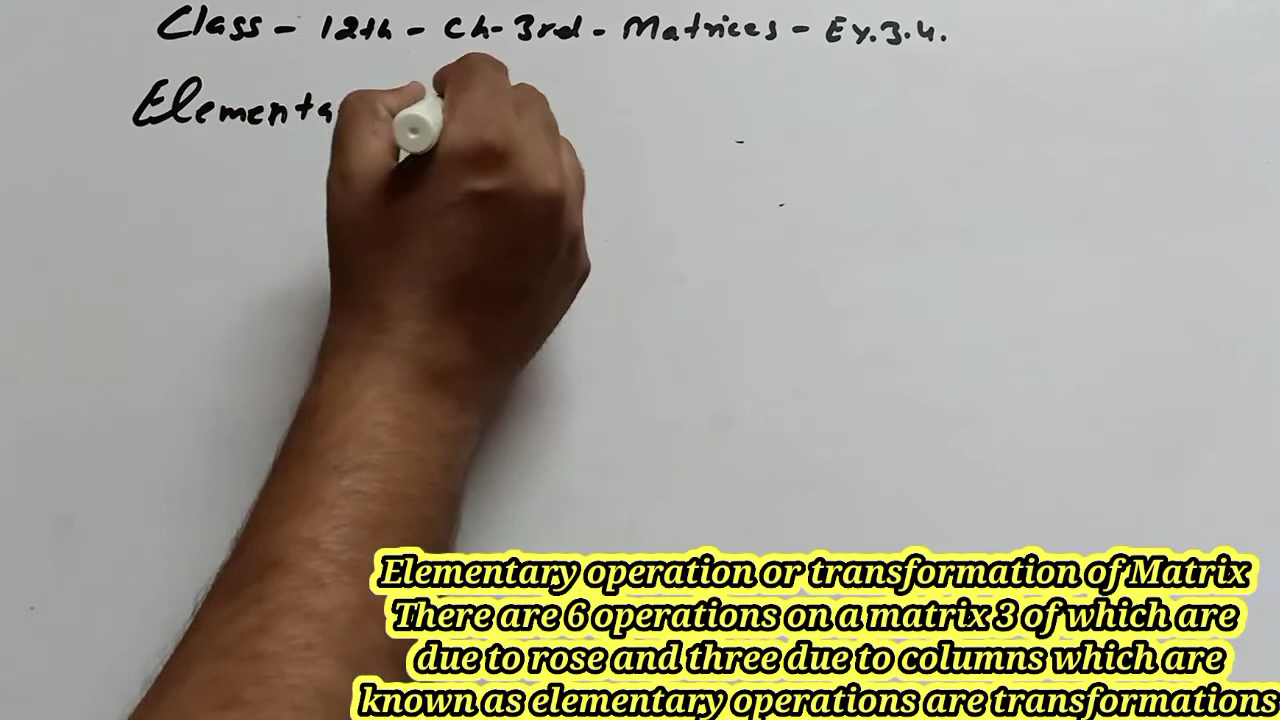 Class - 12th - Ch- 3rd - Matrices - Ex.3.4.
Elementa
Elementary operation or transformation of Matrix
There are 6 operations on a matrix 3 of which are
due to rose and three due to columns which are
known as elementary operations are transformations